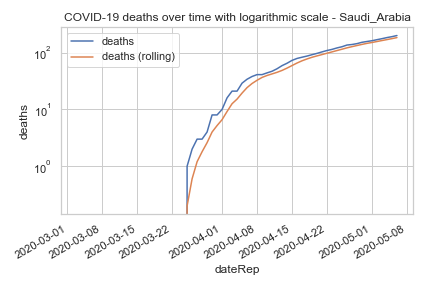 COVID-19 deaths over time with logarithmic scale - Saudi_Arabia
deaths
deaths (rolling)
10²
10¹
10⁰
deaths
2020-03-01
2020-03-08
2020-03-15
2020-03-22
2020-04-01
2020-04-08
2020-04-15
2020-04-22
2020-05-01
2020-05-08
dateRep